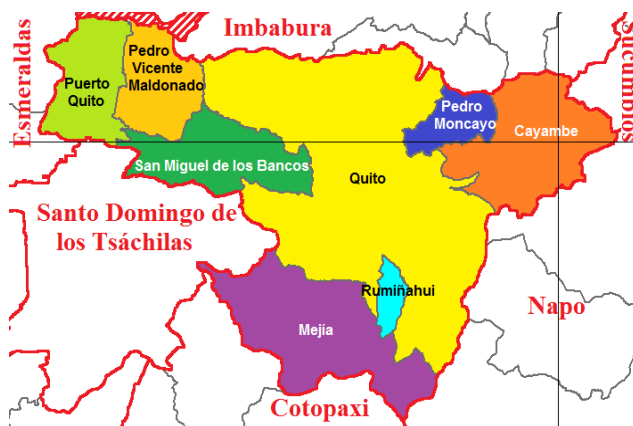 Imbabura
Esmeraldas
Sucumbíos
Pedro
Vicente
Maldonado
Puerto
Quito
Pedro
Moncayo
Cayambe
San Miguel de los Bancos
Quito
Santo Domingo de
los Tsáchilas
Rumiñahui
Napo
Mejía
Cotopaxi